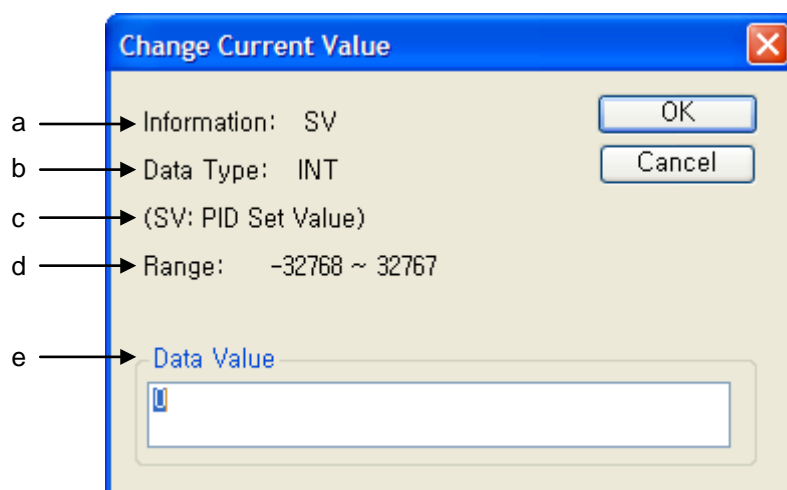 Change Current Value
a Information: SV OK
b Data Type: INT Cancel
c (SV: PID Set Value)
d Range: -32768 ~ 32767
e Data Value
0